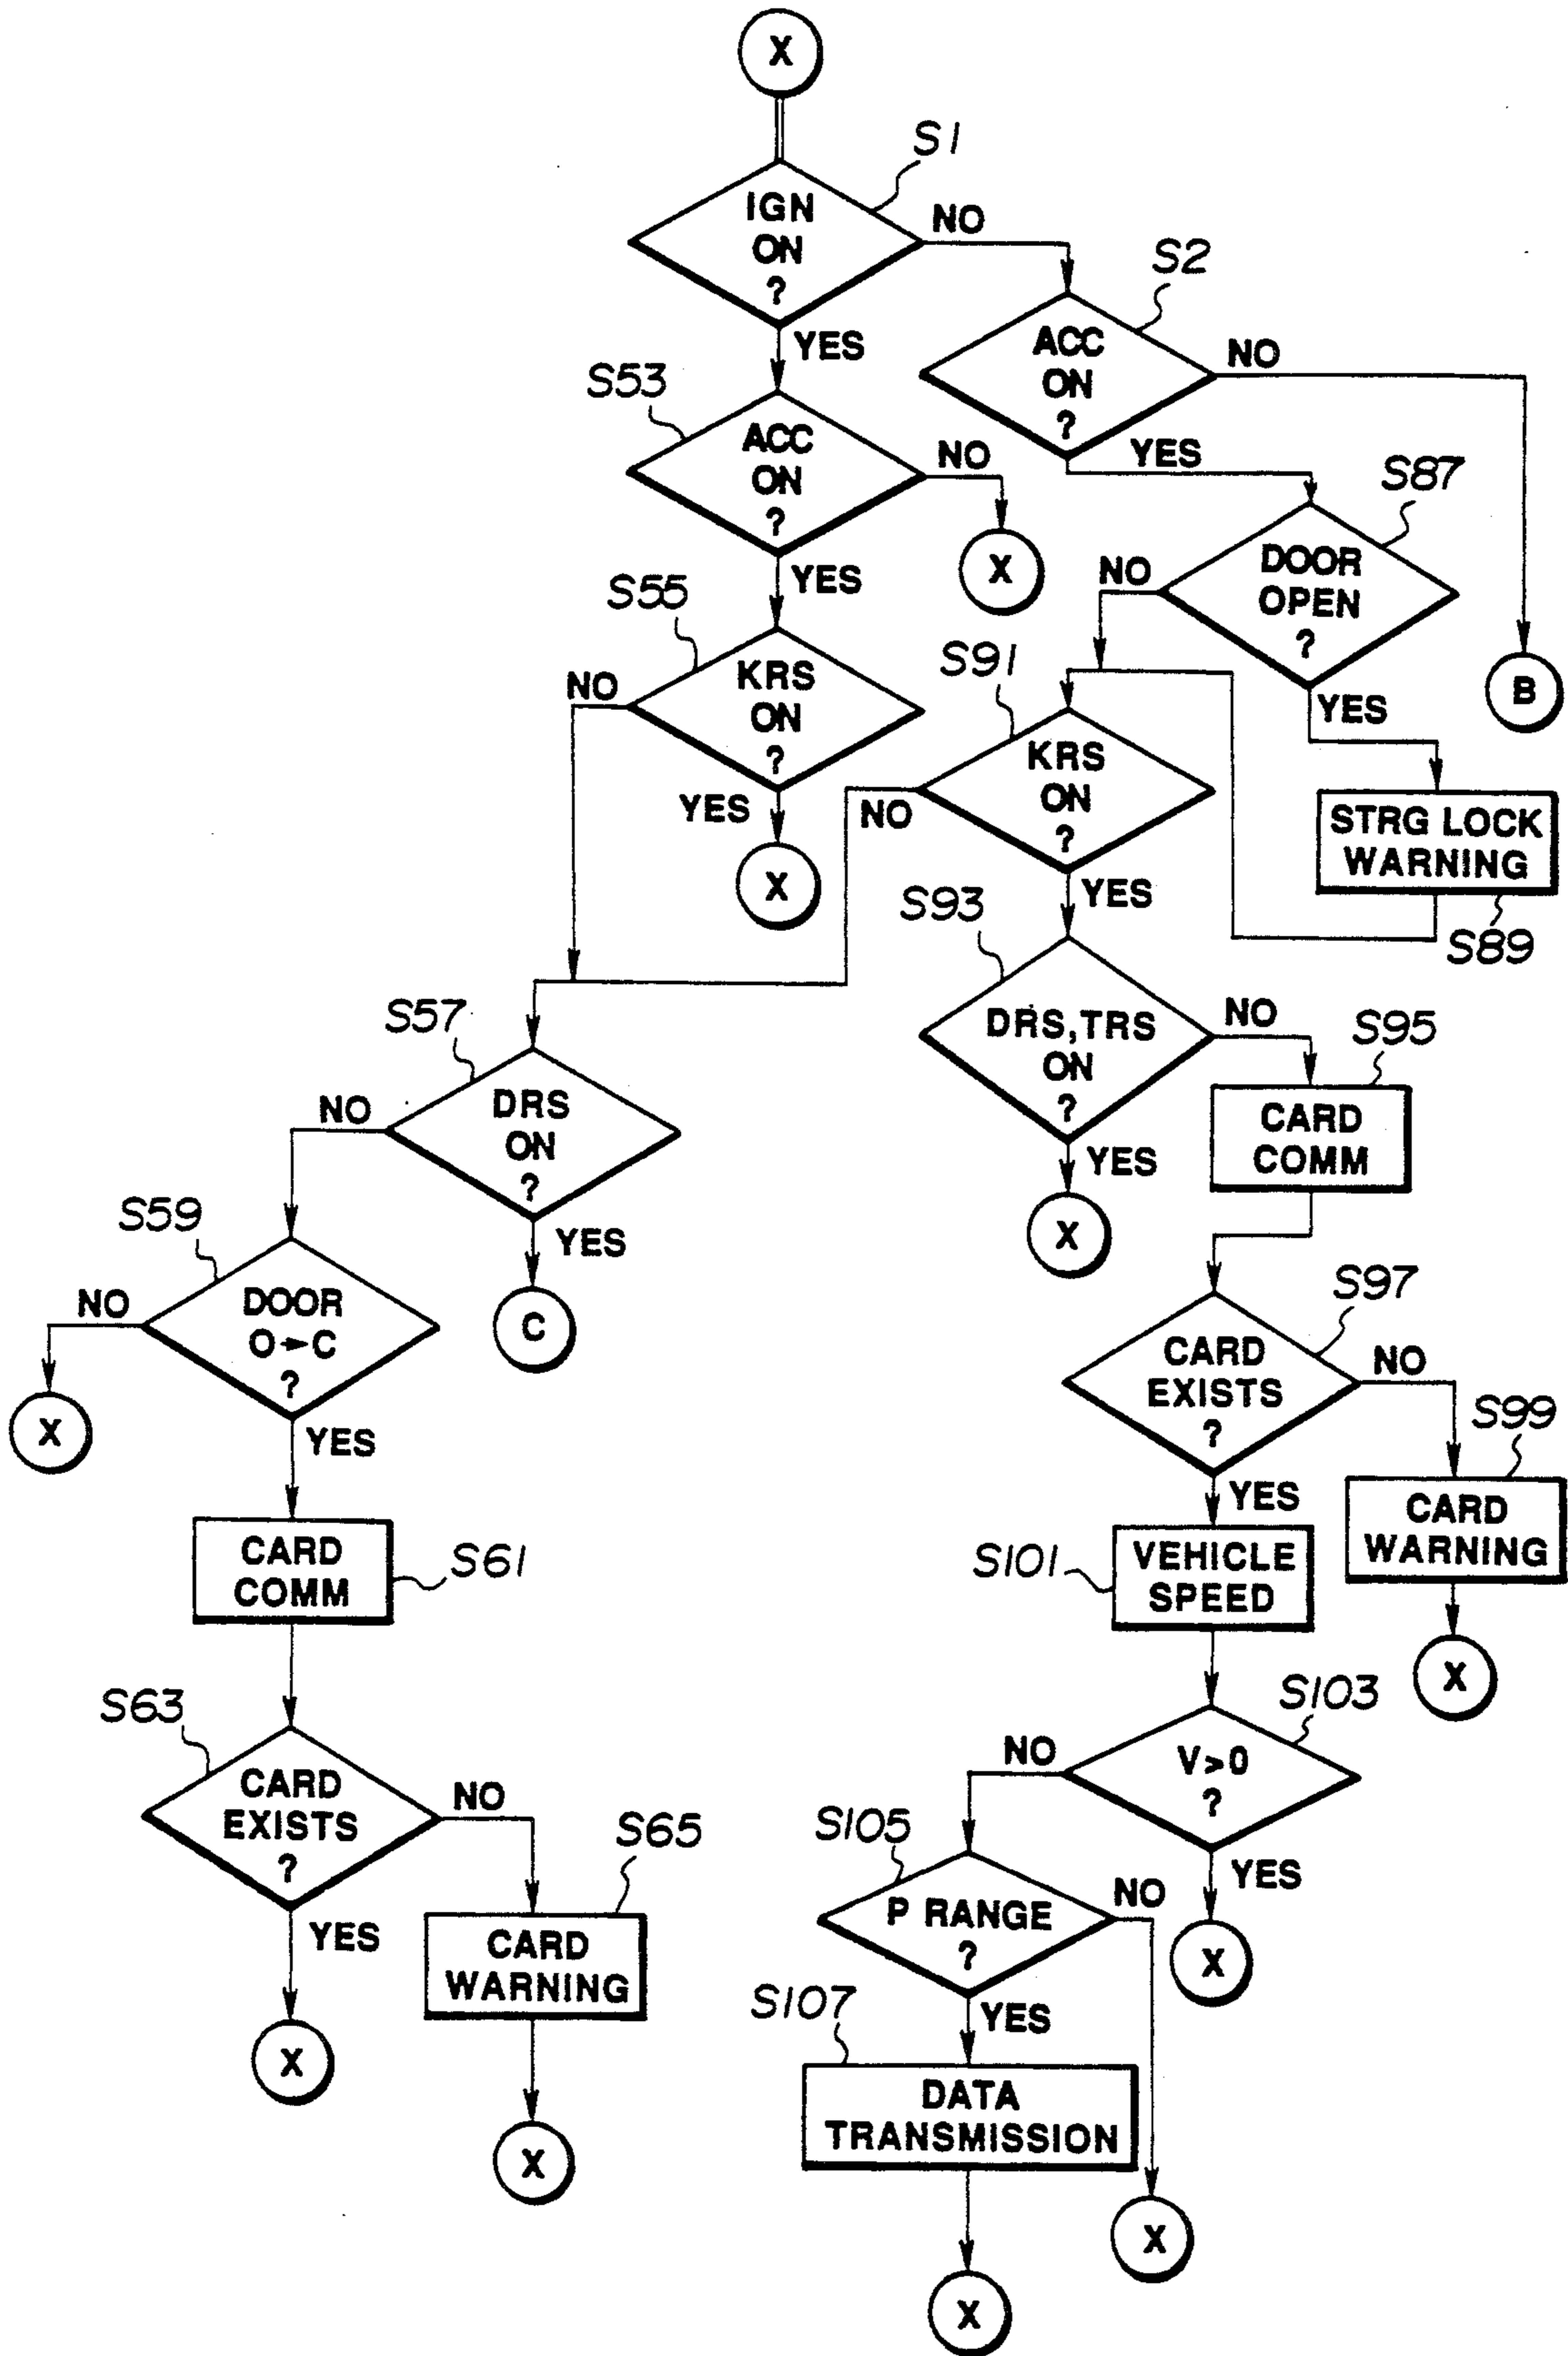 X
S1
IGN
ON
?
NO
YES
S2
ACC
ON
?
NO
YES
S53
ACC
ON
?
NO
YES
X
S87
DOOR
OPEN
?
NO
YES
B
S55
KRS
ON
?
NO
YES
X
S91
KRS
ON
?
NO
YES
STRG LOCK
WARNING
S89
S93
DRS,TRS
ON
?
NO
YES
X
S95
CARD
COMM
S57
DRS
ON
?
NO
YES
C
S59
DOOR
O→C
?
NO
YES
X
S97
CARD
EXISTS
?
NO
YES
S99
CARD
WARNING
X
CARD
COMM
S61
S101
VEHICLE
SPEED
S63
CARD
EXISTS
?
NO
YES
X
S65
CARD
WARNING
X
S103
V>0
?
NO
YES
X
S105
P RANGE
?
NO
YES
X
S107
DATA
TRANSMISSION
X